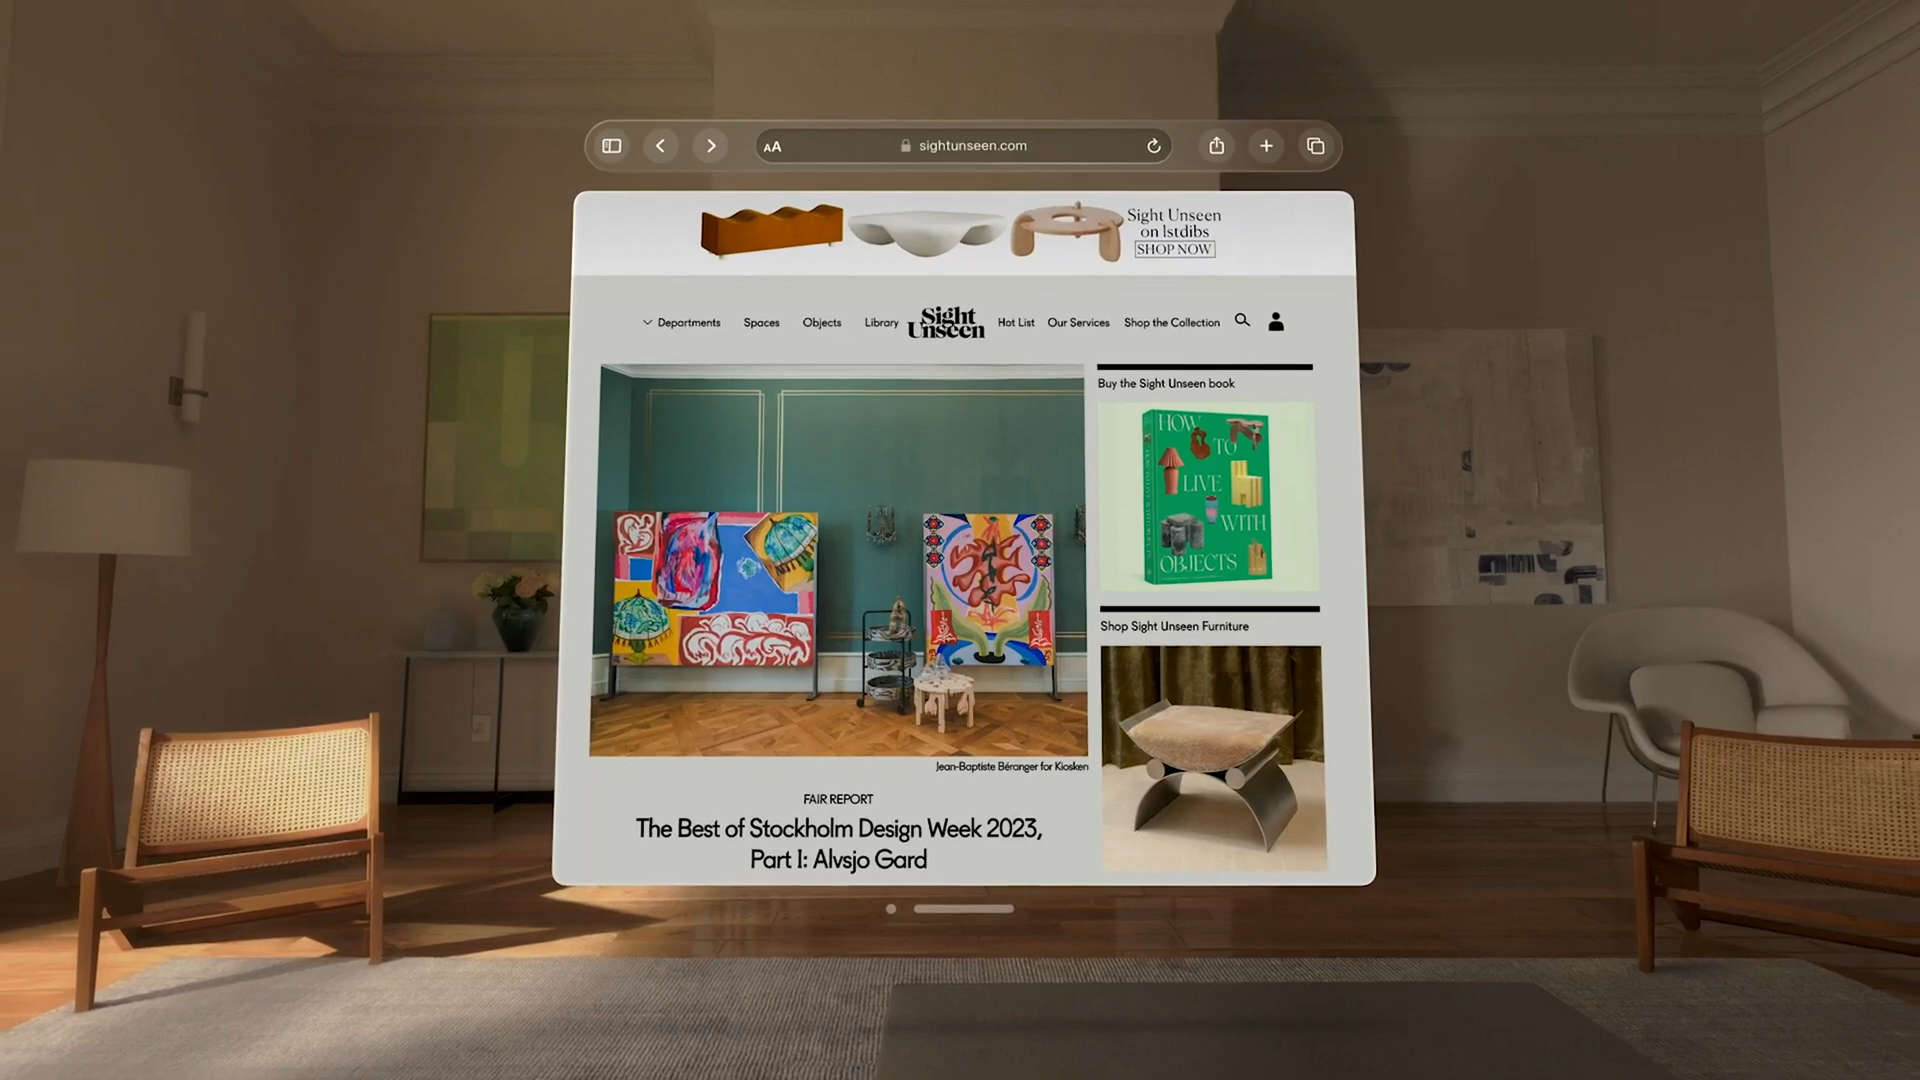 AA
sightunseen.com
Sight Unseen
on 1stdibs
SHOP NOW
Departments
Spaces
Objects
Library
Sight
Unseen
Hot List
Our Services
Shop the Collection
Buy the Sight Unseen book
HOW
TO
LIVE
WITH
OBJECTS
Jean-Baptiste Béranger for Kiosken
Shop Sight Unseen Furniture
FAIR REPORT
The Best of Stockholm Design Week 2023,
Part 1: Alvsjo Gard